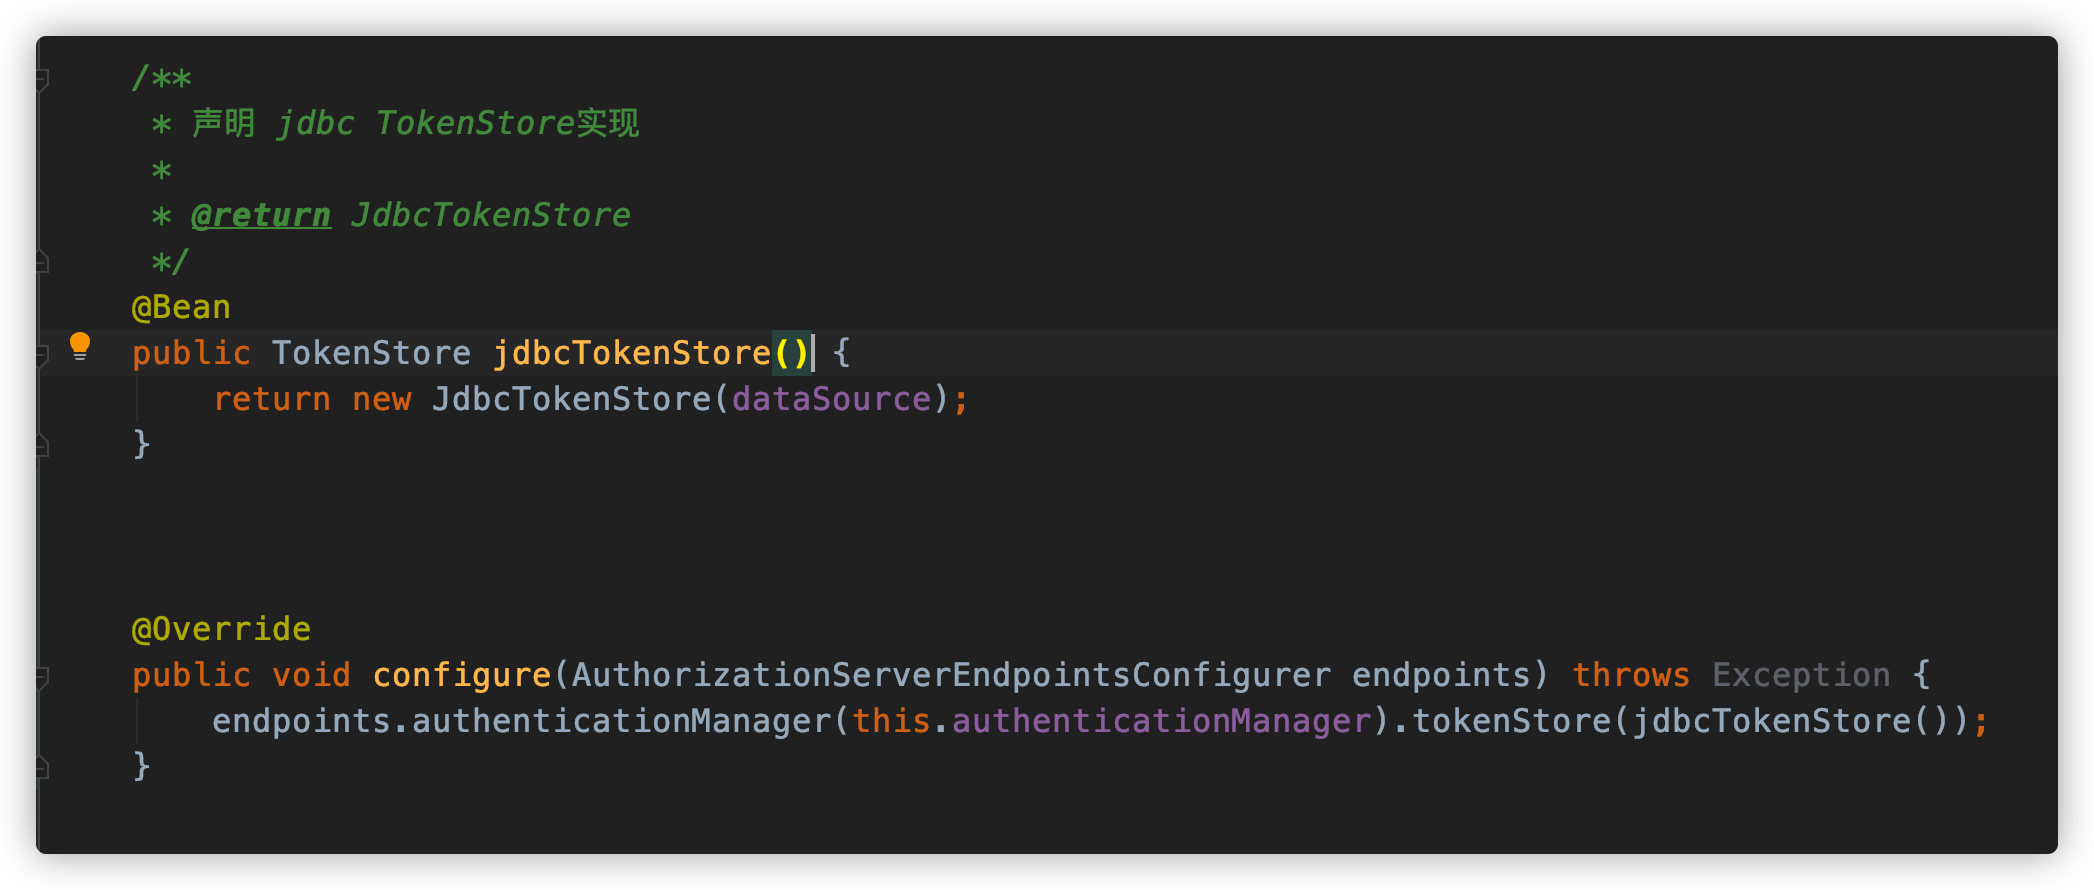 /**
 * 声明 jdbc TokenStore实现
 *
 * @return JdbcTokenStore
 */
@Bean
public TokenStore jdbcTokenStore() {
    return new JdbcTokenStore(dataSource);
}
@Override
public void configure(AuthorizationServerEndpointsConfigurer endpoints) throws Exception {
    endpoints.authenticationManager(this.authenticationManager).tokenStore(jdbcTokenStore());
}